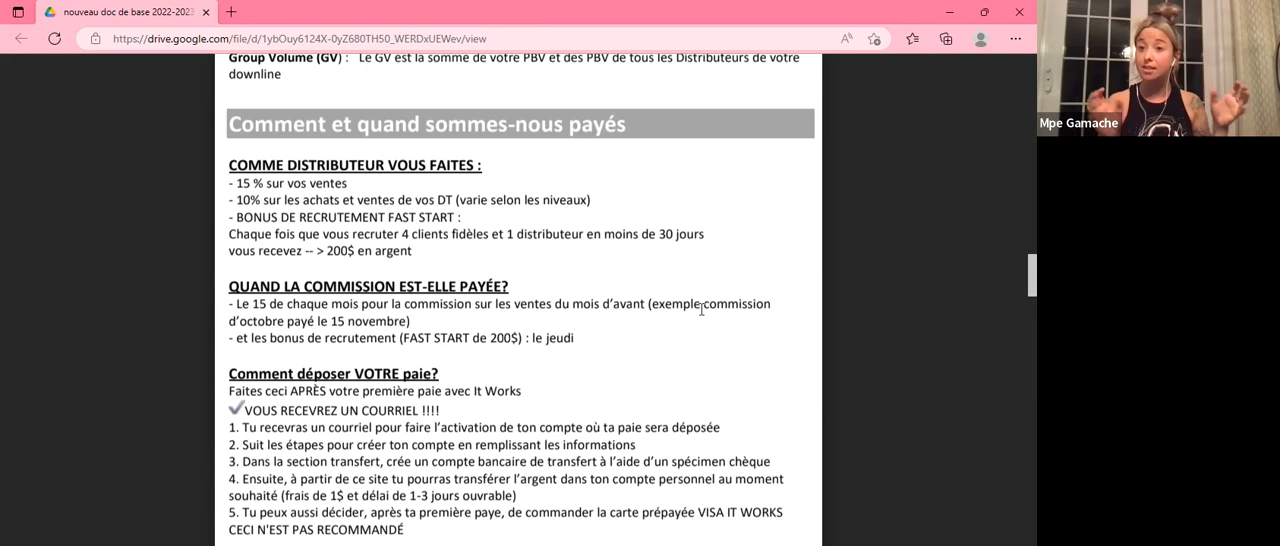 nouveau doc de base 2022-2023
https://drive.google.com/file/d/1ybOuy6124X-0yZ680TH50_WERDxUEWev/view
Group Volume (GV) : Le GV est la somme de votre PBV et des PBV de tous les Distributeurs de votre
downline
Comment et quand sommes-nous payés
COMME DISTRIBUTEUR VOUS FAITES :
- 15 % sur vos ventes
- 10% sur les achats et ventes de vos DT (varie selon les niveaux)
- BONUS DE RECRUTEMENT FAST START :
Chaque fois que vous recruter 4 clients fidèles et 1 distributeur en moins de 30 jours
vous recevez -- > 200$ en argent
QUAND LA COMMISSION EST-ELLE PAYÉE?
- Le 15 de chaque mois pour la commission sur les ventes du mois d’avant (exemple commission
d’octobre payé le 15 novembre)
- et les bonus de recrutement (FAST START de 200$) : le jeudi
Comment déposer VOTRE paie?
Faites ceci APRÈS votre première paie avec It Works
✔VOUS RECEVREZ UN COURRIEL !!!!
1. Tu recevras un courriel pour faire l’activation de ton compte où ta paie sera déposée
2. Suit les étapes pour créer ton compte en remplissant les informations
3. Dans la section transfert, crée un compte bancaire de transfert à l’aide d’un spécimen chèque
4. Ensuite, à partir de ce site tu pourras transférer l’argent dans ton compte personnel au moment
souhaité (frais de 1$ et délai de 1-3 jours ouvrable)
5. Tu peux aussi décider, après ta première paye, de commander la carte prépayée VISA IT WORKS
CECI N'EST PAS RECOMMANDÉ
Mpe Gamache